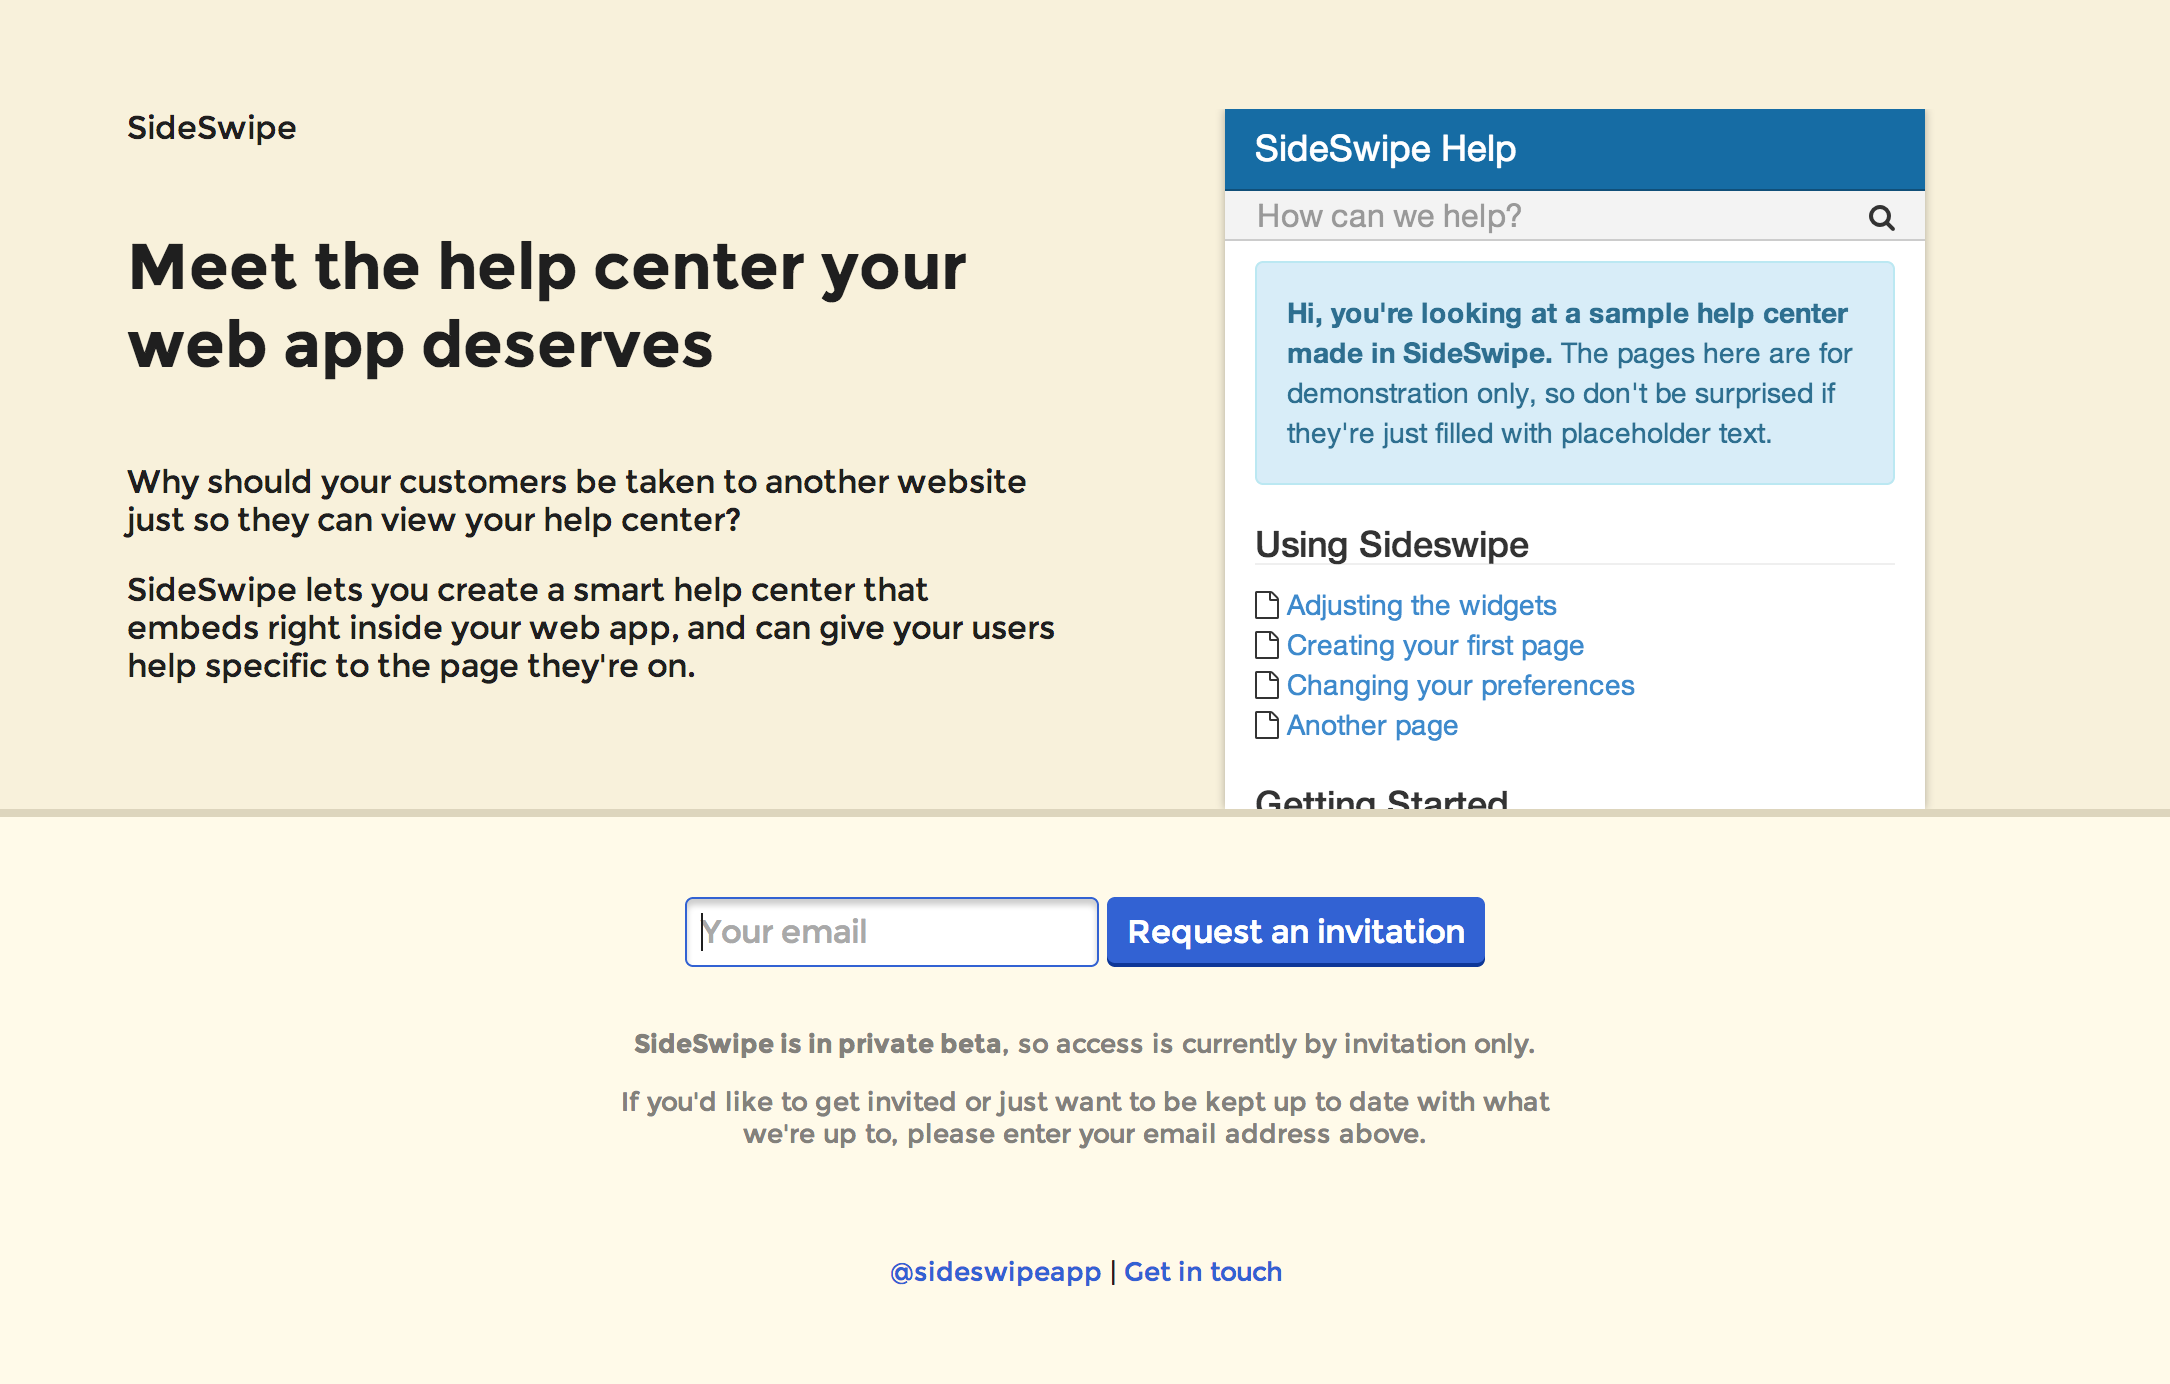 SideSwipe
Meet the help center your
web app deserves
Why should your customers be taken to another website
just so they can view your help center?
SideSwipe lets you create a smart help center that
embeds right inside your web app, and can give your users
help specific to the page they're on.
SideSwipe Help
How can we help?
Hi, you're looking at a sample help center
made in SideSwipe. The pages here are for
demonstration only, so don't be surprised if
they're just filled with placeholder text.
Using Sideswipe
Adjusting the widgets
Creating your first page
Changing your preferences
Another page
Getting Started
Your email
Request an invitation
SideSwipe is in private beta, so access is currently by invitation only.
If you'd like to get invited or just want to be kept up to date with what
we're up to, please enter your email address above.
@sideswipeapp | Get in touch